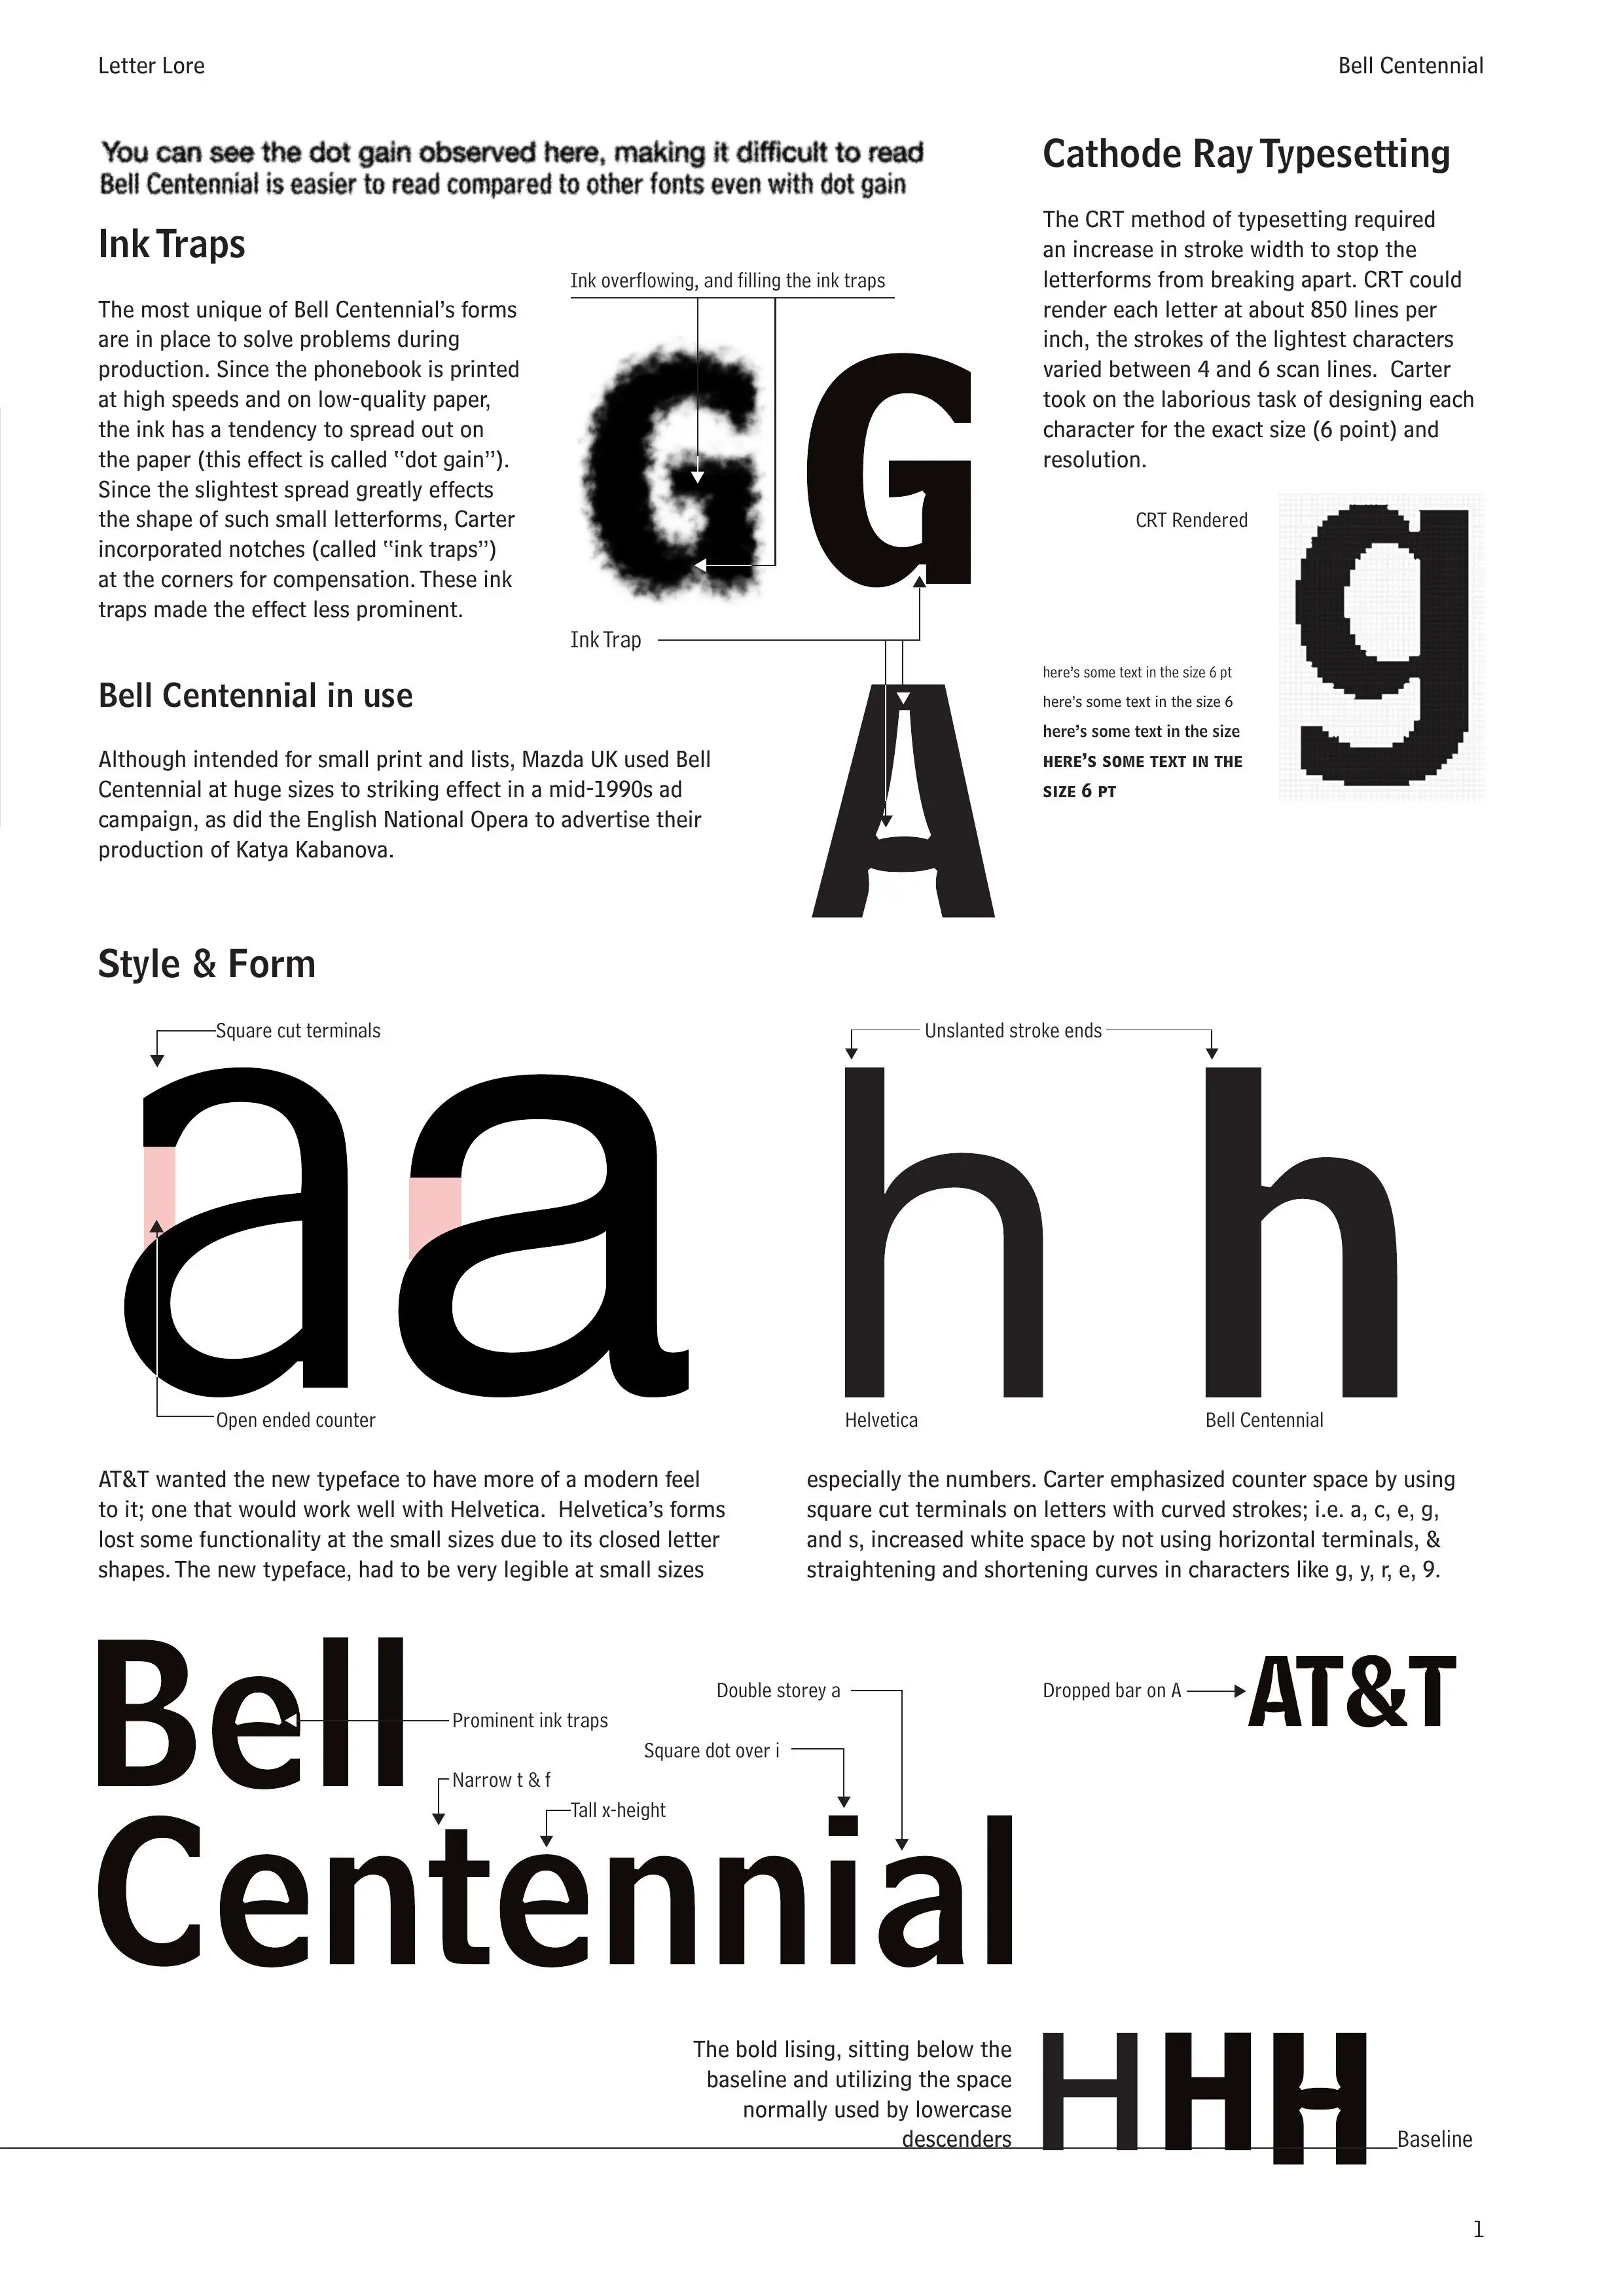 Letter Lore
Bell Centennial
You can see the dot gain observed here, making it difficult to read
Bell Centennial is easier to read compared to other fonts even with dot gain
Ink Traps
The most unique of Bell Centennial’s forms
are in place to solve problems during
production. Since the phonebook is printed
at high speeds and on low-quality paper,
the ink has a tendency to spread out on
the paper (this effect is called “dot gain”).
Since the slightest spread greatly effects
the shape of such small letterforms, Carter
incorporated notches (called “ink traps”)
at the corners for compensation. These ink
traps made the effect less prominent.
Ink overflowing, and filling the ink traps
G G
Ink Trap
A
Cathode Ray Typesetting
The CRT method of typesetting required
an increase in stroke width to stop the
letterforms from breaking apart. CRT could
render each letter at about 850 lines per
inch, the strokes of the lightest characters
varied between 4 and 6 scan lines.  Carter
took on the laborious task of designing each
character for the exact size (6 point) and
resolution.
CRT Rendered
g
here’s some text in the size 6 pt
here’s some text in the size 6
here’s some text in the size
HERE’S SOME TEXT IN THE
SIZE 6 PT
Bell Centennial in use
Although intended for small print and lists, Mazda UK used Bell
Centennial at huge sizes to striking effect in a mid-1990s ad
campaign, as did the English National Opera to advertise their
production of Katya Kabanova.
Style & Form
Square cut terminals
a a
Open ended counter
Unslanted stroke ends
h h
Helvetica
Bell Centennial
AT&T wanted the new typeface to have more of a modern feel
to it; one that would work well with Helvetica.  Helvetica’s forms
lost some functionality at the small sizes due to its closed letter
shapes. The new typeface, had to be very legible at small sizes
especially the numbers. Carter emphasized counter space by using
square cut terminals on letters with curved strokes; i.e. a, c, e, g,
and s, increased white space by not using horizontal terminals, &
straightening and shortening curves in characters like g, y, r, e, 9.
Bell
Centennial
Prominent ink traps
Narrow t & f
Tall x-height
Double storey a
Square dot over i
Dropped bar on A
AT&T
The bold lising, sitting below the
baseline and utilizing the space
normally used by lowercase
descenders
HHH
Baseline
1